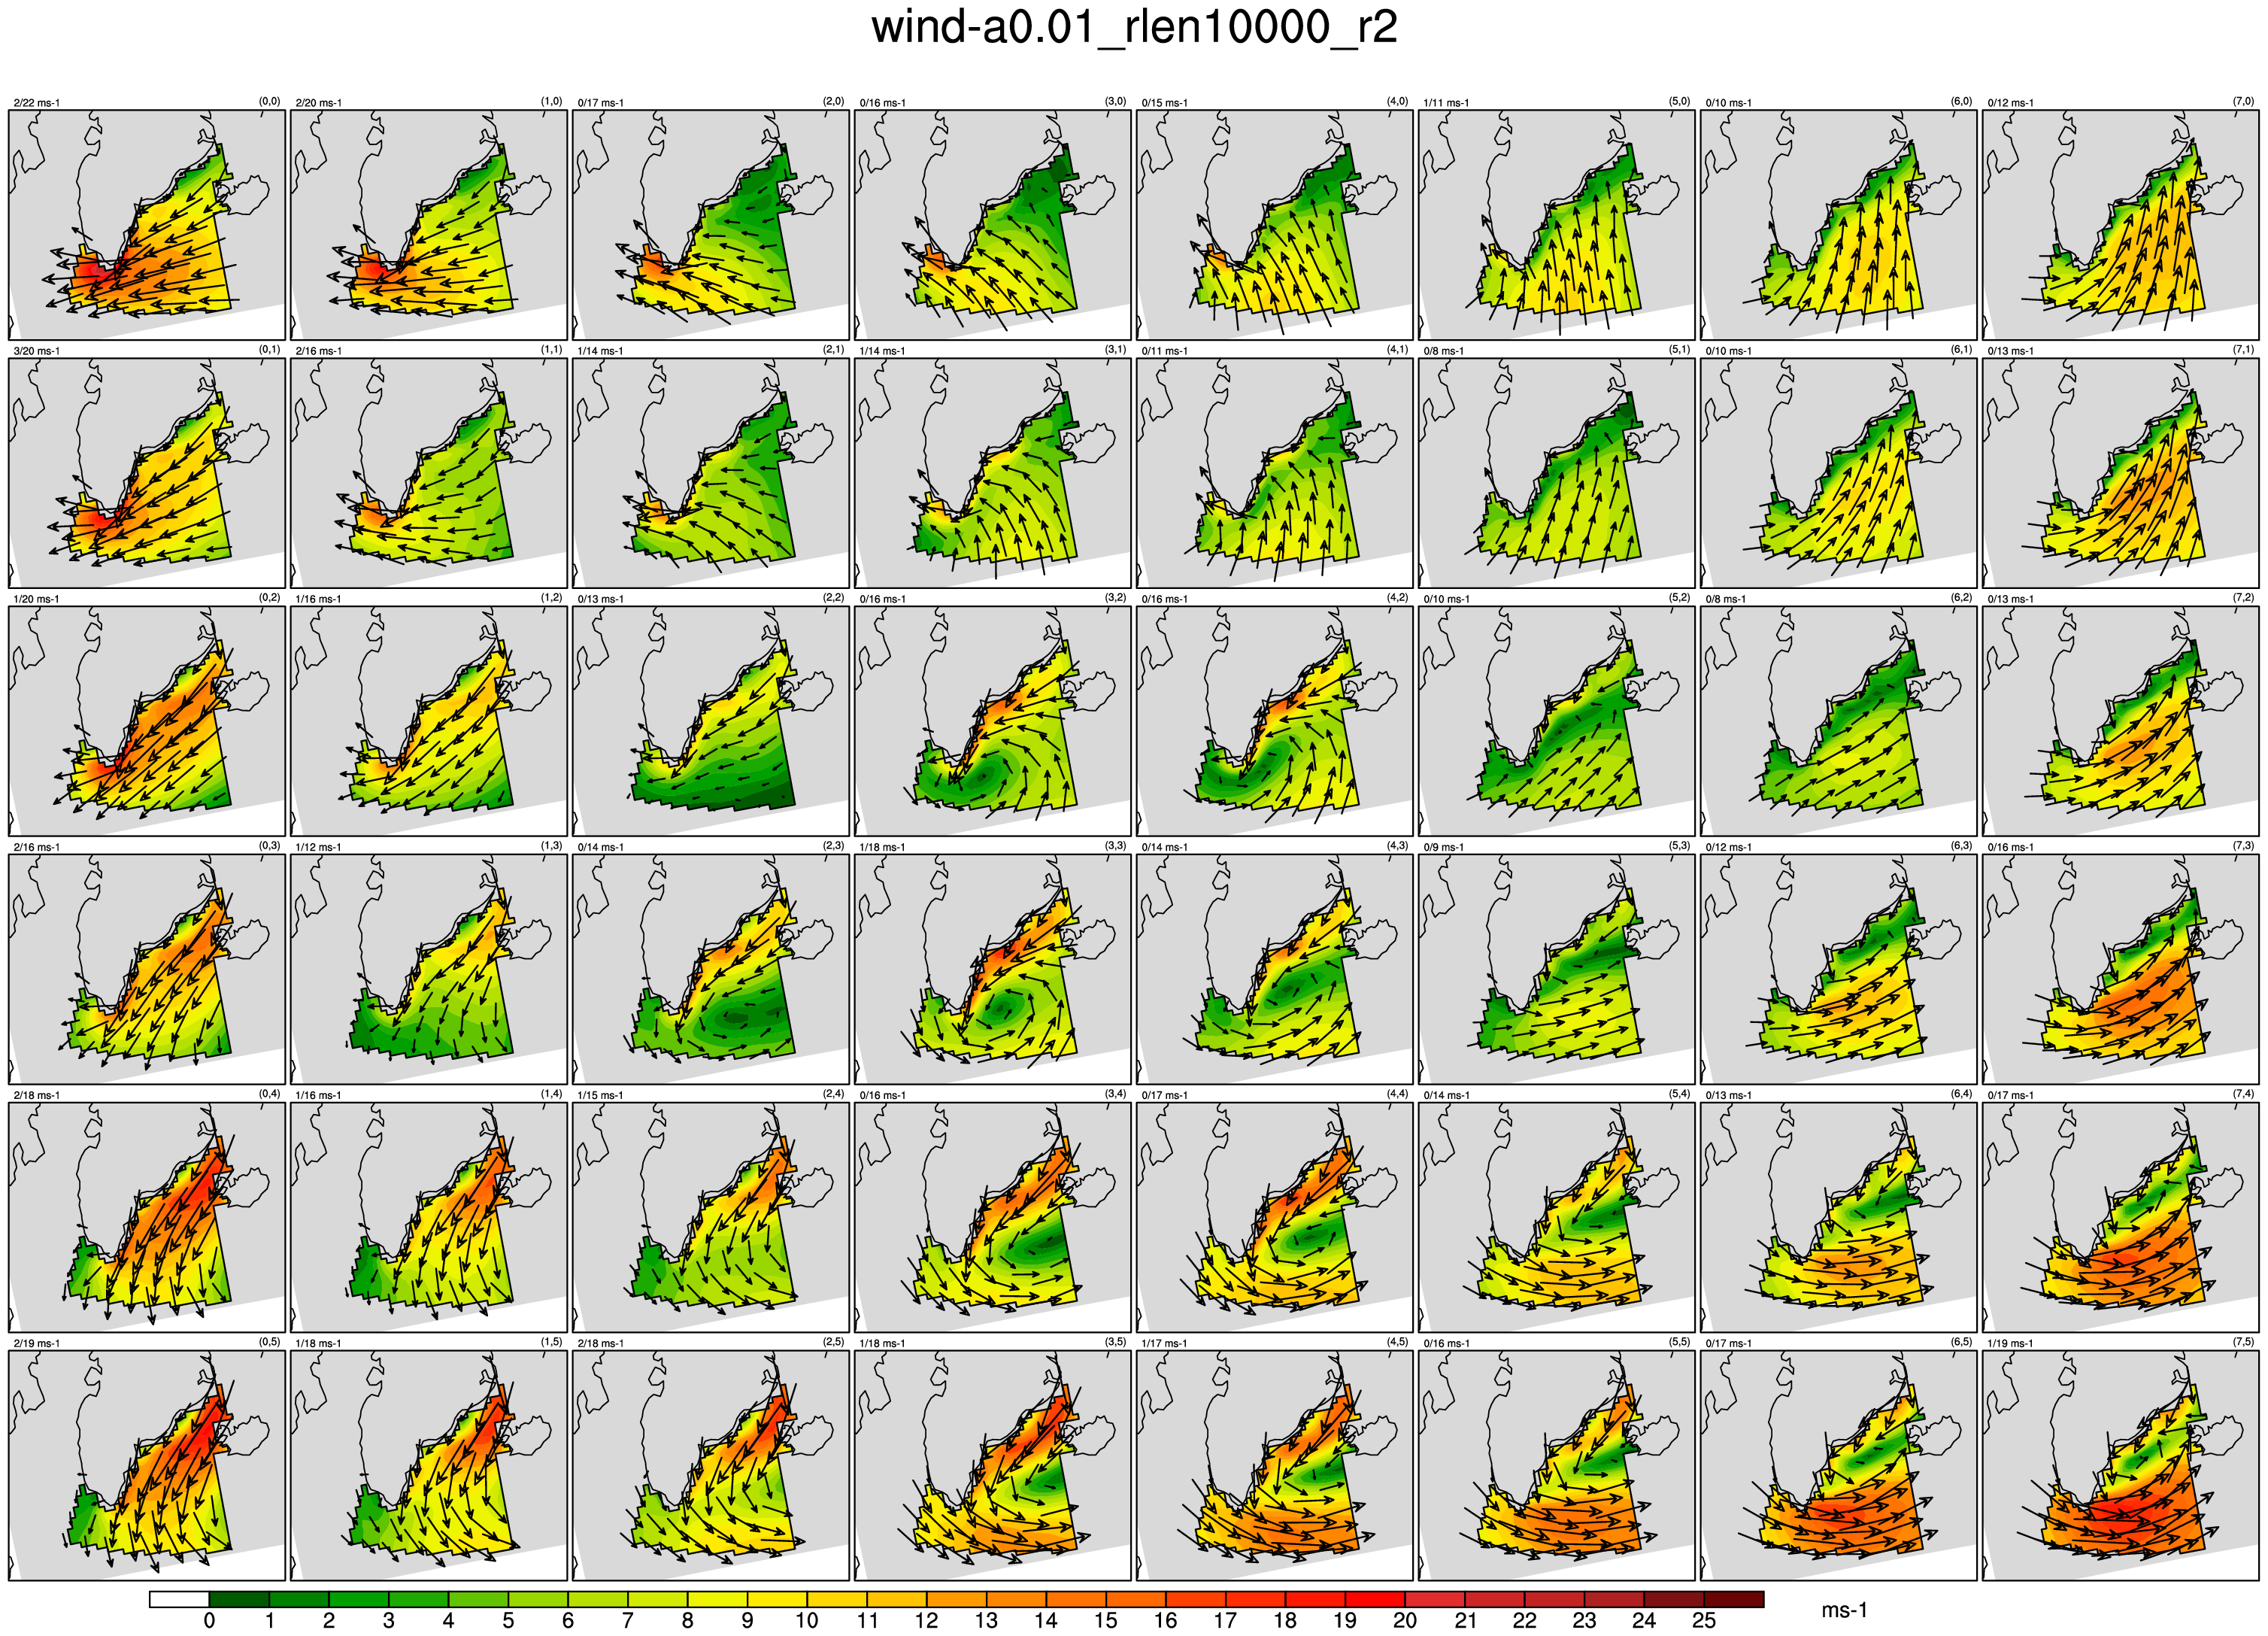 wind-a0.01_rlen10000_r2
2/22 ms-1 (0,0) 2/20 ms-1 (1,0) 0/17 ms-1 (2,0) 0/16 ms-1 (3,0) 0/15 ms-1 (4,0) 1/11 ms-1 (5,0) 0/10 ms-1 (6,0) 0/12 ms-1 (7,0)
3/20 ms-1 (0,1) 2/16 ms-1 (1,1) 1/14 ms-1 (2,1) 1/14 ms-1 (3,1) 0/11 ms-1 (4,1) 0/8 ms-1 (5,1) 0/10 ms-1 (6,1) 0/13 ms-1 (7,1)
1/20 ms-1 (0,2) 1/16 ms-1 (1,2) 0/13 ms-1 (2,2) 0/16 ms-1 (3,2) 0/16 ms-1 (4,2) 0/10 ms-1 (5,2) 0/8 ms-1 (6,2) 0/13 ms-1 (7,2)
2/16 ms-1 (0,3) 1/12 ms-1 (1,3) 0/14 ms-1 (2,3) 1/18 ms-1 (3,3) 0/14 ms-1 (4,3) 0/9 ms-1 (5,3) 0/12 ms-1 (6,3) 0/16 ms-1 (7,3)
2/18 ms-1 (0,4) 1/16 ms-1 (1,4) 1/15 ms-1 (2,4) 0/16 ms-1 (3,4) 0/17 ms-1 (4,4) 0/14 ms-1 (5,4) 0/13 ms-1 (6,4) 0/17 ms-1 (7,4)
2/19 ms-1 (0,5) 1/18 ms-1 (1,5) 2/18 ms-1 (2,5) 1/18 ms-1 (3,5) 1/17 ms-1 (4,5) 0/16 ms-1 (5,5) 0/17 ms-1 (6,5) 1/19 ms-1 (7,5)
0 1 2 3 4 5 6 7 8 9 10 11 12 13 14 15 16 17 18 19 20 21 22 23 24 25 ms-1